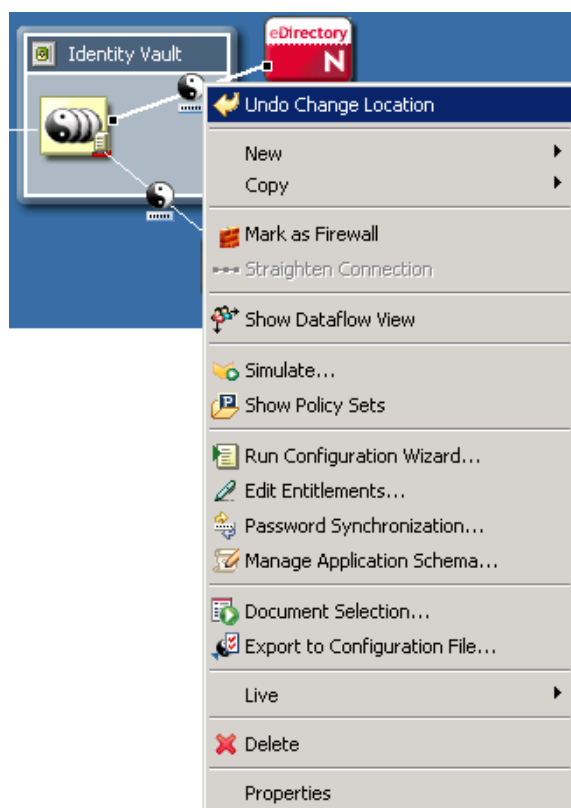 eDirectory
N
Identity Vault
Undo Change Location
New
Copy
Mark as Firewall
Straighten Connection
Show Dataflow View
Simulate...
P
Show Policy Sets
Run Configuration Wizard...
Edit Entitlements...
Password Synchronization...
Manage Application Schema...
Document Selection...
Export to Configuration File...
Live
Delete
Properties